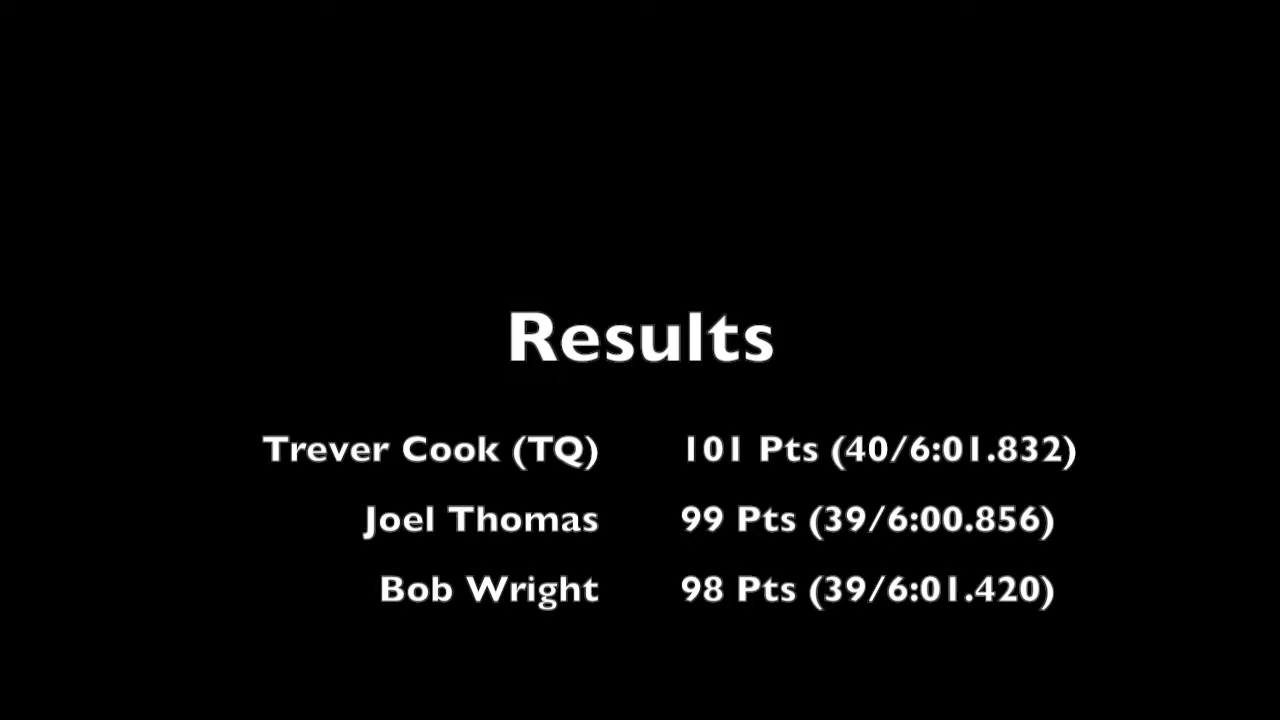 Results
Trever Cook (TQ) 101 Pts (40/6:01.832)
Joel Thomas 99 Pts (39/6:00.856)
Bob Wright 98 Pts (39/6:01.420)